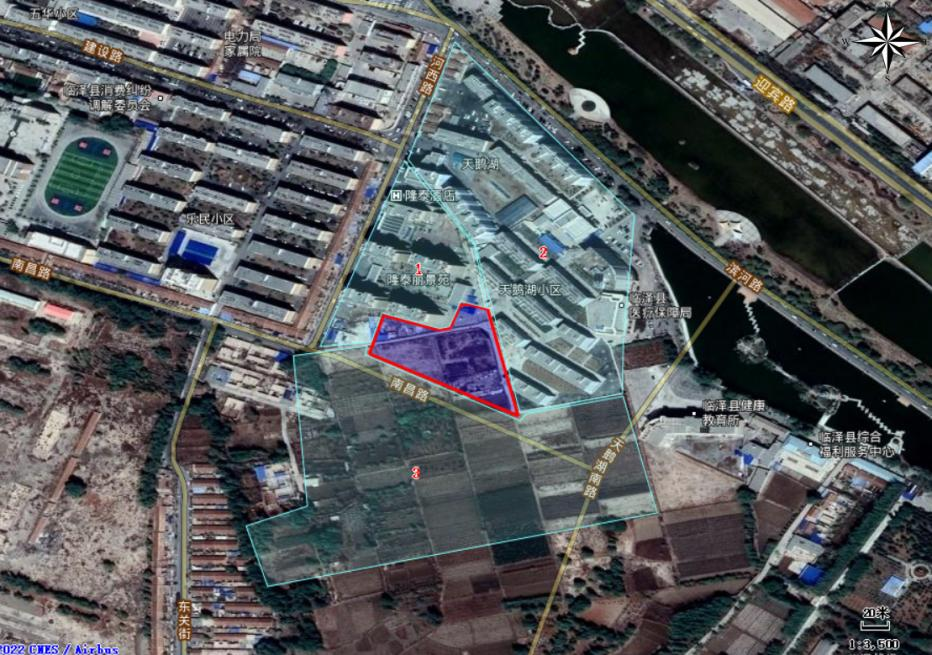 五华小区
电力局
家属院
建设路
河西路
N
W
迎宾路
临泽县消费纠纷
调解委员会
天鹅湖
H 隆泰酒店
乐民小区
2
1
隆泰丽景苑
天鹅湖小区
南昌路
滨河路
临泽县
医疗保障局
南昌路
临泽县健康
教育所
天鹅湖南路
临泽县综合
福利服务中心
3
东关街
20米
1:3,500
2022 CNES / Airbus